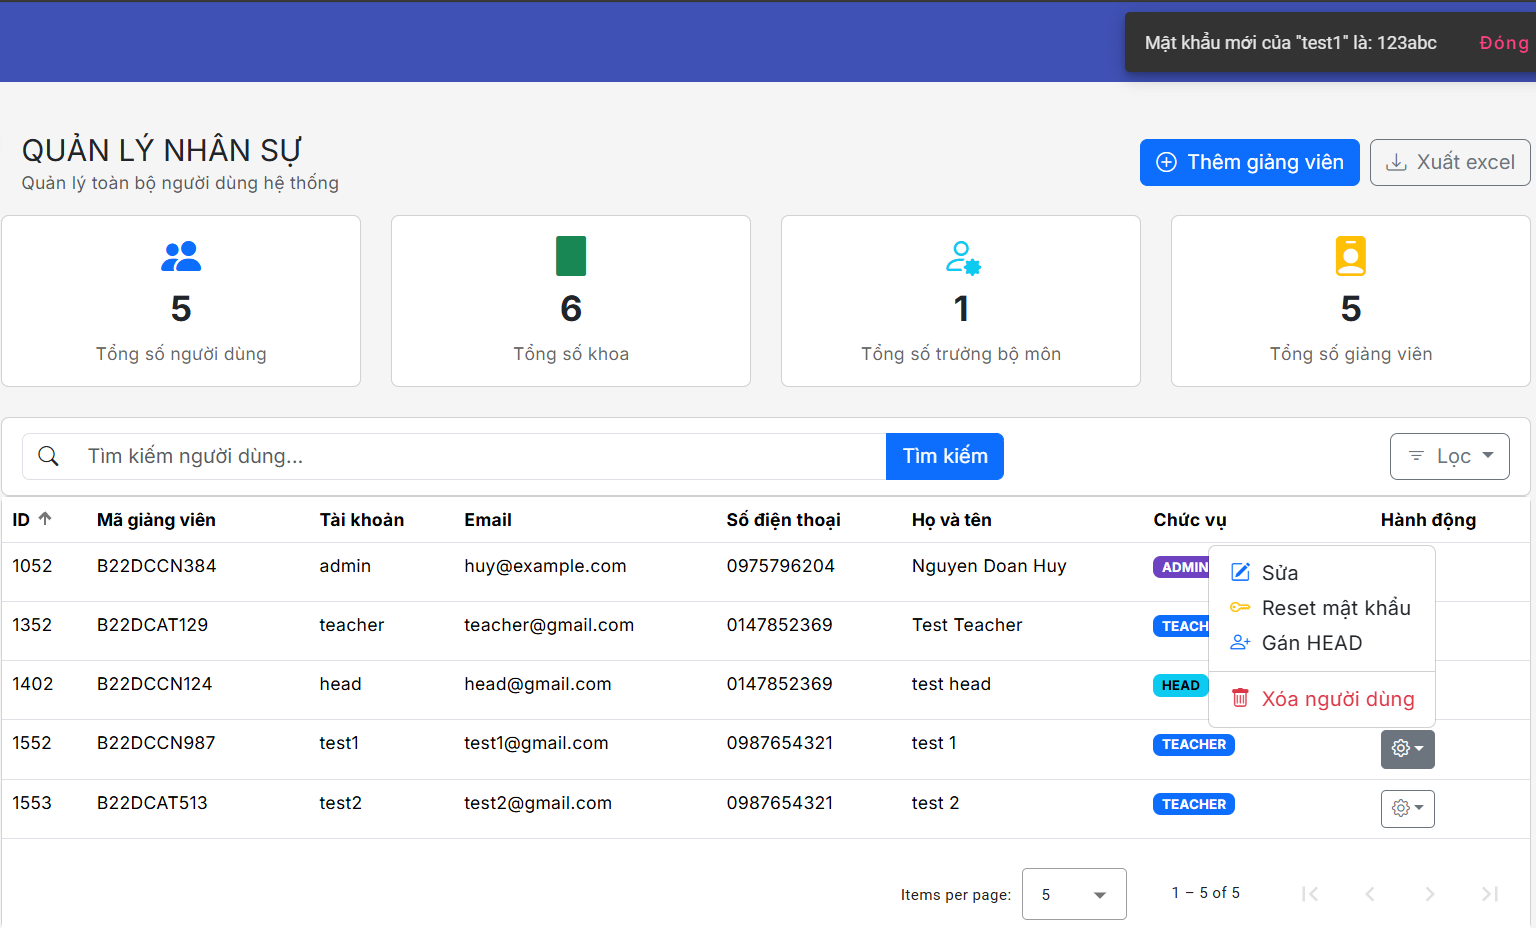 Mật khẩu mới của "test1" là: 123abc Đóng
QUẢN LÝ NHÂN SỰ
Quản lý toàn bộ người dùng hệ thống
Thêm giảng viên
Xuất excel
5
Tổng số người dùng
6
Tổng số khoa
1
Tổng số trưởng bộ môn
5
Tổng số giảng viên
Tìm kiếm người dùng... Tìm kiếm Lọc
ID Mã giảng viên Tài khoản Email Số điện thoại Họ và tên Chức vụ Hành động
1052 B22DCCN384 admin huy@example.com 0975796204 Nguyen Doan Huy ADMIN
1352 B22DCAT129 teacher teacher@gmail.com 0147852369 Test Teacher TEACH
1402 B22DCCN124 head head@gmail.com 0147852369 test head HEAD
Sửa
Reset mật khẩu
Gán HEAD
Xóa người dùng
1552 B22DCCN987 test1 test1@gmail.com 0987654321 test 1 TEACHER
1553 B22DCAT513 test2 test2@gmail.com 0987654321 test 2 TEACHER
Items per page: 5 1 – 5 of 5